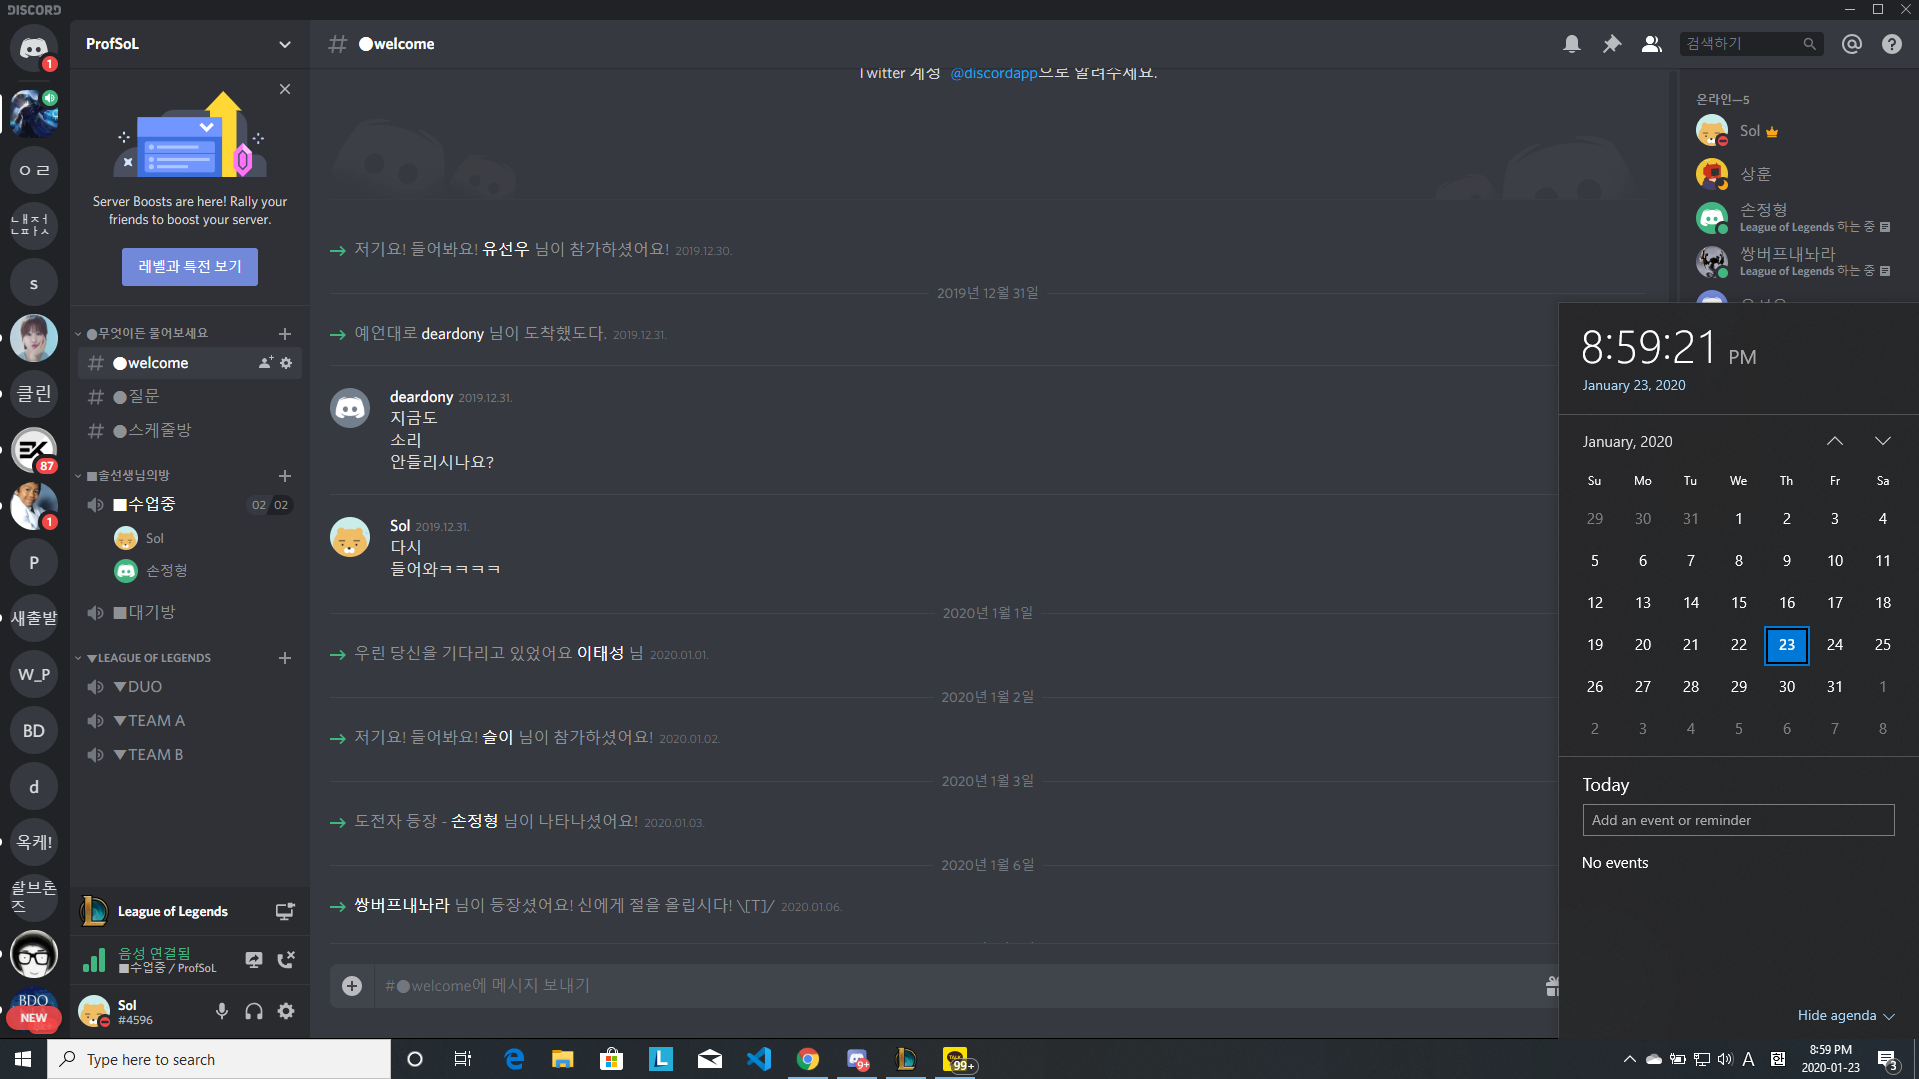 DISCORD
ProfSoL
●welcome
검색하기
1
ㅇㄹ
ㄴㅐㅈㅓ
ㄴㅍㅏㅅ
s
클린
87
1
P
새출발
W_P
BD
d
옥케!
즈
BDO
NEW
Server Boosts are here! Rally your
friends to boost your server.
레벨과 특전 보기
●무엇이든 물어보세요
●welcome
●질문
●스케줄방
■솔선생님의방
■수업중
02 02
Sol
손정형
■대기방
▼LEAGUE OF LEGENDS
▼DUO
▼TEAM A
▼TEAM B
League of Legends
음성 연결됨
■수업중 / ProfSoL
Sol
#4596
Twitter 계정 @discordapp으로 알려주세요.
저기요! 들어봐요! 유선우 님이 참가하셨어요! 2019.12.30.
2019년 12월 31일
예언대로 deardony 님이 도착했도다. 2019.12.31.
deardony 2019.12.31.
지금도
소리
안들리시나요?
Sol 2019.12.31.
다시
들어와ㅋㅋㅋㅋ
2020년 1월 1일
우린 당신을 기다리고 있었어요 이태성 님 2020.01.01.
2020년 1월 2일
저기요! 들어봐요! 슬이 님이 참가하셨어요! 2020.01.02.
2020년 1월 3일
도전자 등장 - 손정형 님이 나타나셨어요! 2020.01.03.
2020년 1월 6일
쌍버프내놔라 님이 등장셨어요! 신에게 절을 올립시다! \[T]/ 2020.01.06.
#●welcome에 메시지 보내기
온라인—5
Sol
상훈
손정형
League of Legends 하는 중
쌍버프내놔라
League of Legends 하는 중
8:59:21 PM
January 23, 2020
January, 2020
Su Mo Tu We Th Fr Sa
29 30 31 1 2 3 4
5 6 7 8 9 10 11
12 13 14 15 16 17 18
19 20 21 22 23 24 25
26 27 28 29 30 31 1
2 3 4 5 6 7 8
Today
Add an event or reminder
No events
Hide agenda
Type here to search
L
9+
TALK
99+
A
8:59 PM
2020-01-23
3